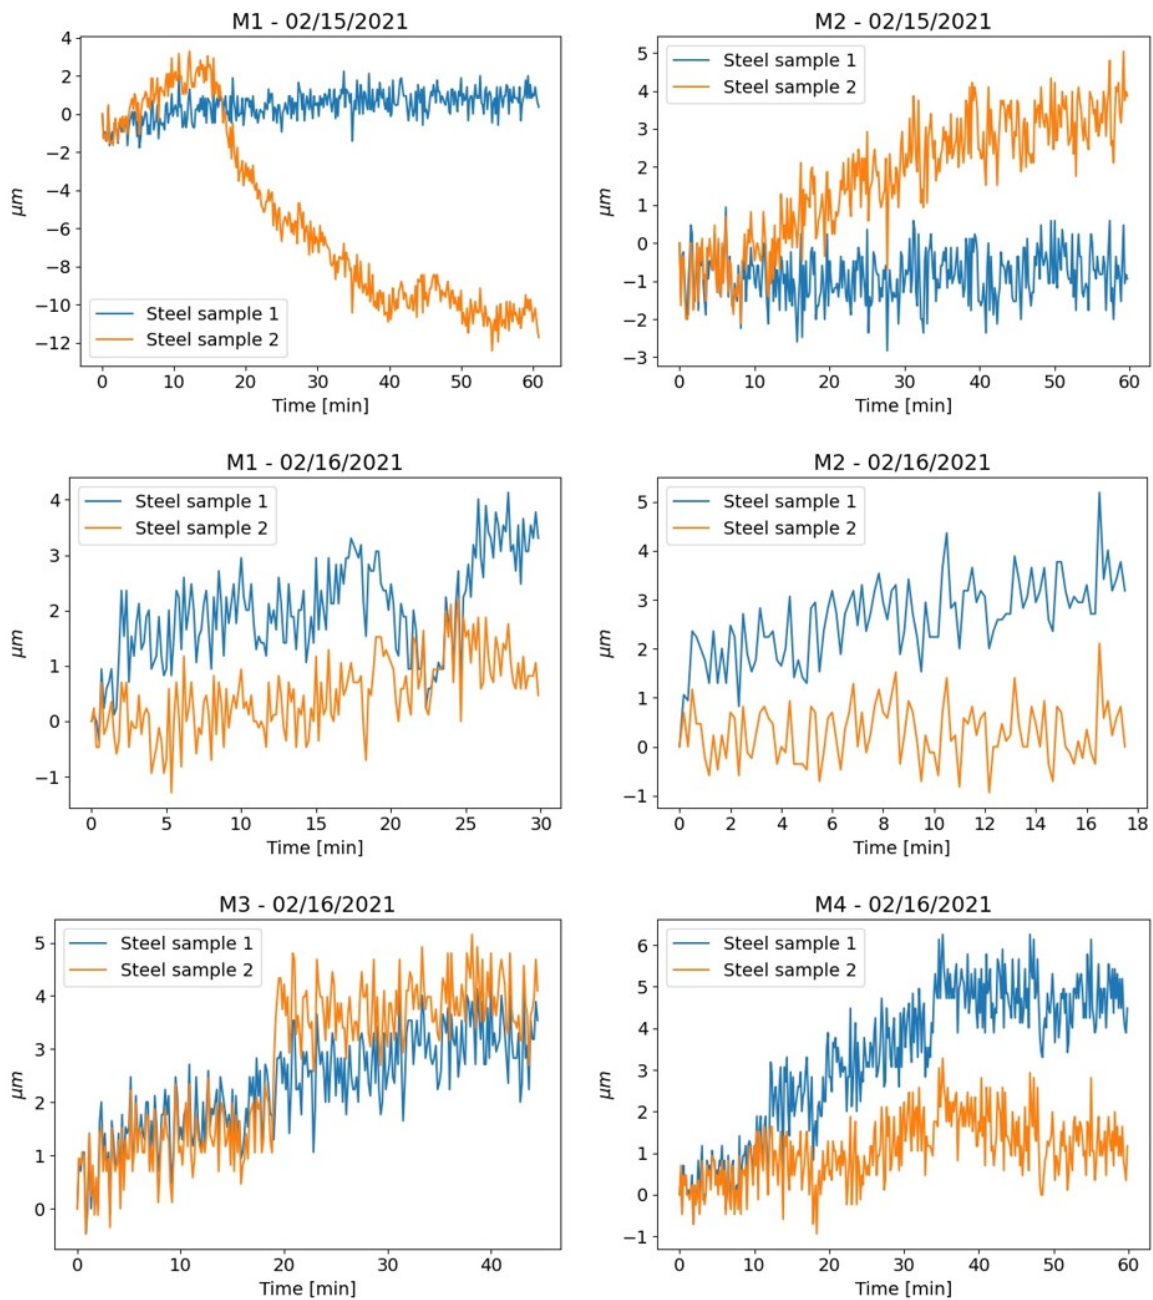 M1 - 02/15/2021
4
2
0
−2
−4
−6
−8
−10
−12
μm
Steel sample 1
Steel sample 2
0 10 20 30 40 50 60
Time [min]
M2 - 02/15/2021
5
4
3
2
1
0
−1
−2
−3
μm
Steel sample 1
Steel sample 2
0 10 20 30 40 50 60
Time [min]
M1 - 02/16/2021
4
3
2
1
0
−1
μm
Steel sample 1
Steel sample 2
0 5 10 15 20 25 30
Time [min]
M2 - 02/16/2021
5
4
3
2
1
0
−1
μm
Steel sample 1
Steel sample 2
0 2 4 6 8 10 12 14 16 18
Time [min]
M3 - 02/16/2021
5
4
3
2
1
0
μm
Steel sample 1
Steel sample 2
0 10 20 30 40
Time [min]
M4 - 02/16/2021
6
5
4
3
2
1
0
−1
μm
Steel sample 1
Steel sample 2
0 10 20 30 40 50 60
Time [min]